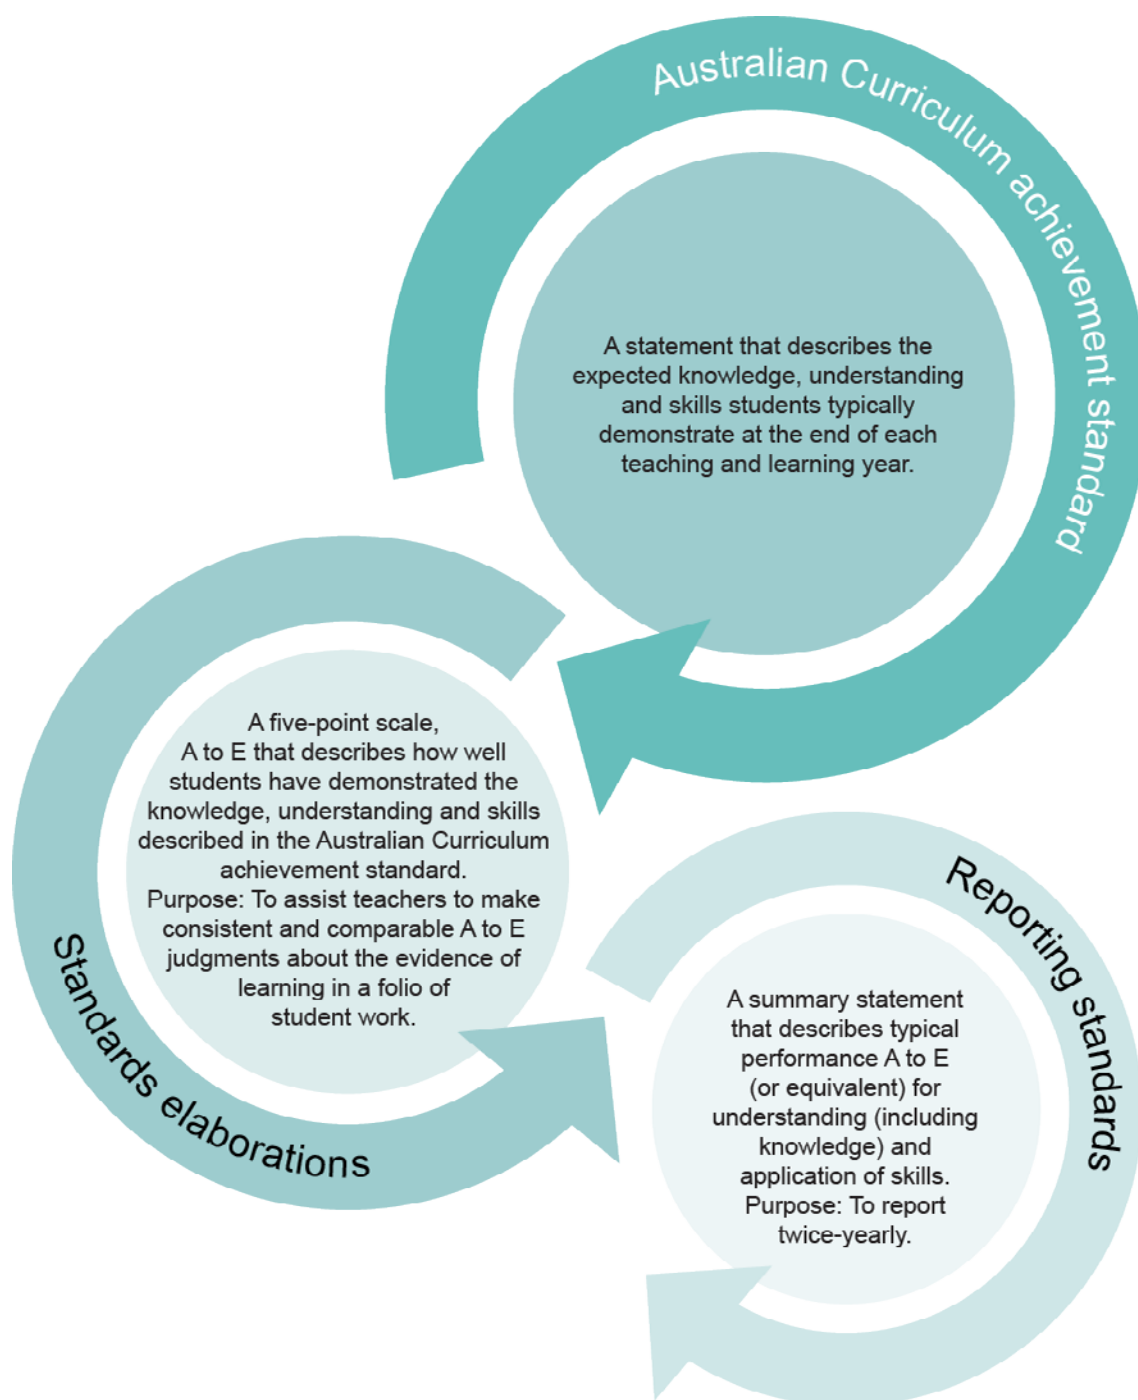 Australian Curriculum achievement standard
A statement that describes the
expected knowledge, understanding
and skills students typically
demonstrate at the end of each
teaching and learning year.
Standards elaborations
A five-point scale,
A to E that describes how well
students have demonstrated the
knowledge, understanding and skills
described in the Australian Curriculum
achievement standard.
Purpose: To assist teachers to make
consistent and comparable A to E
judgments about the evidence of
learning in a folio of
student work.
Reporting standards
A summary statement
that describes typical
performance A to E
(or equivalent) for
understanding (including
knowledge) and
application of skills.
Purpose: To report
twice-yearly.